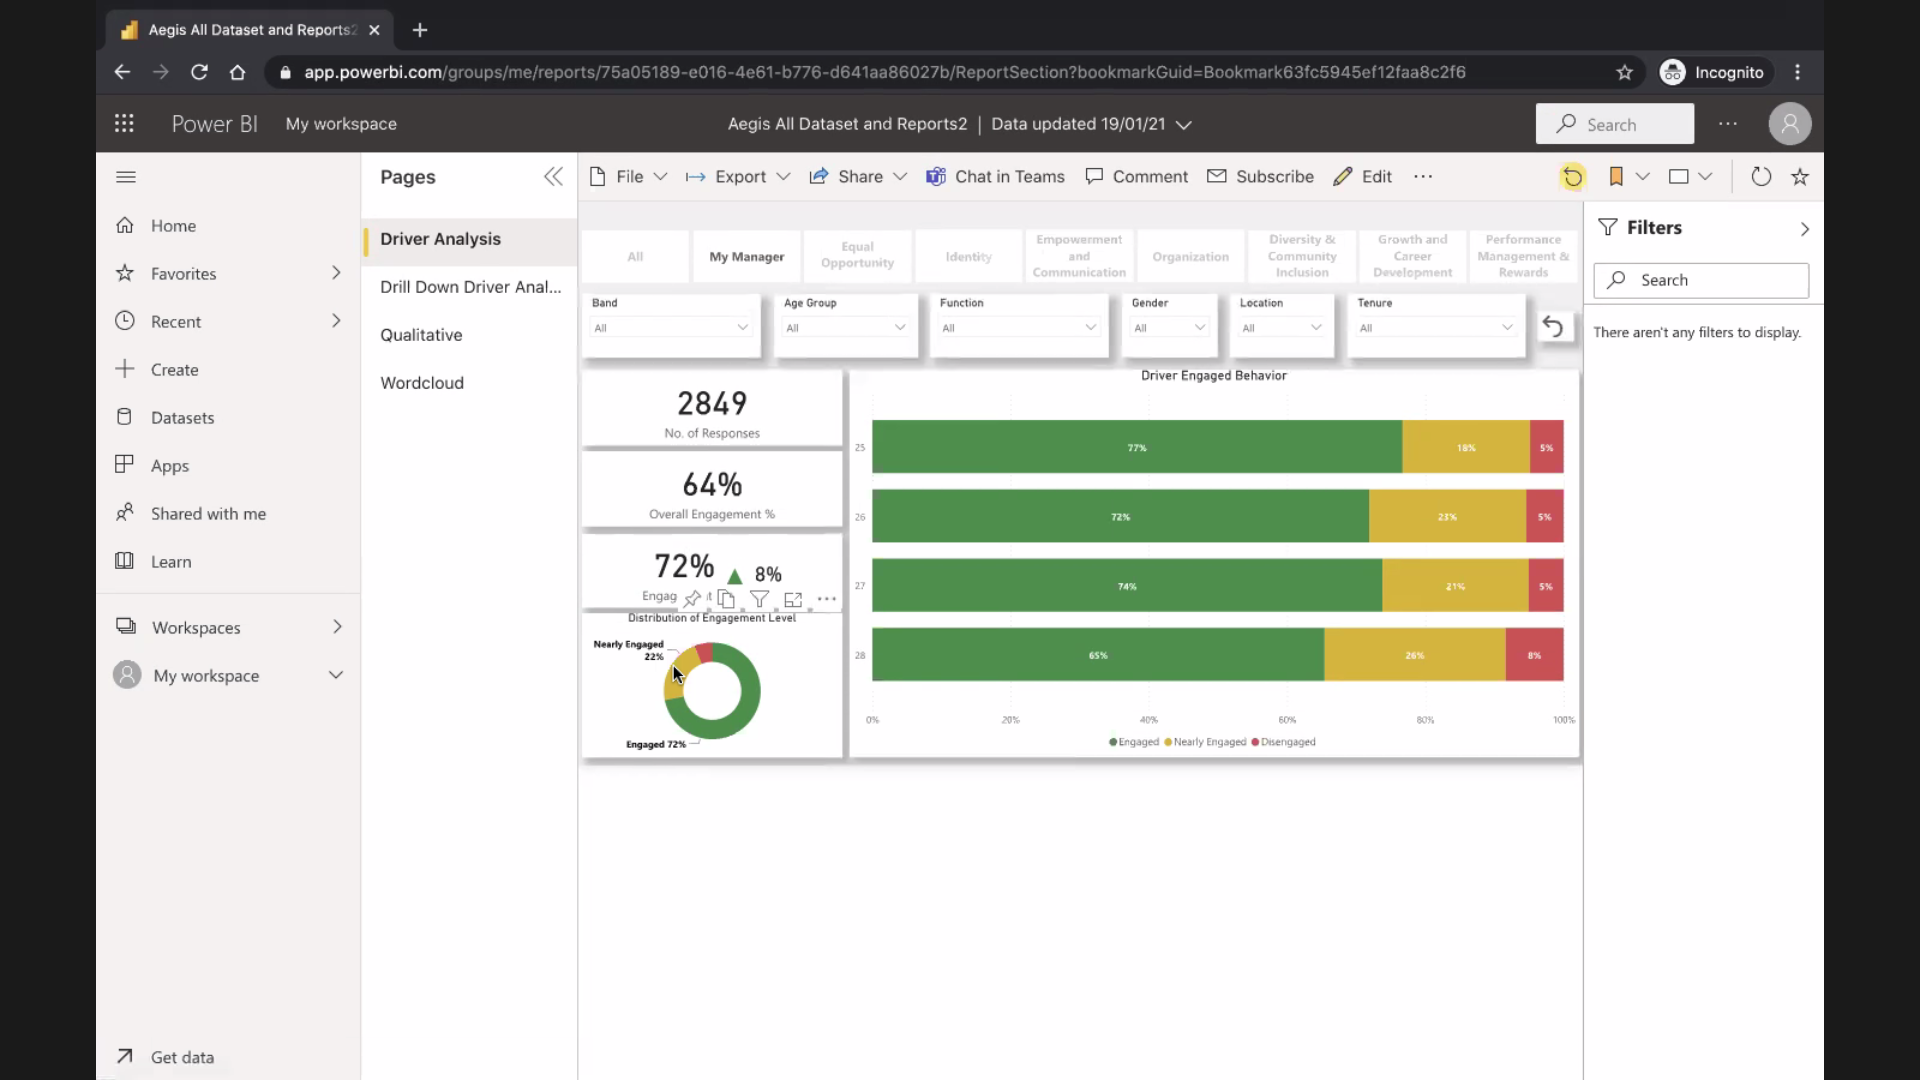 Aegis All Dataset and Reports2
app.powerbi.com/groups/me/reports/75a05189-e016-4e61-b776-d641aa86027b/ReportSection?bookmarkGuid=Bookmark63fc5945ef12faa8c2f6
Incognito
Power BI
My workspace
Aegis All Dataset and Reports2 | Data updated 19/01/21
Search
Home
Favorites
Recent
Create
Datasets
Apps
Shared with me
Learn
Workspaces
My workspace
Get data
Pages
Driver Analysis
Drill Down Driver Anal...
Qualitative
Wordcloud
File
Export
Share
Chat in Teams
Comment
Subscribe
Edit
All
My Manager
Equal
Opportunity
Identity
Empowerment
and
Communication
Organization
Diversity &
Community
Inclusion
Growth and
Career
Development
Performance
Management &
Rewards
Band
All
Age Group
All
Function
All
Gender
All
Location
All
Tenure
All
2849
No. of Responses
64%
Overall Engagement %
72%
8%
Engag
Distribution of Engagement Level
Nearly Engaged
22%
Engaged 72%
Driver Engaged Behavior
25 77% 18% 5%
26 72% 23% 5%
27 74% 21% 5%
28 65% 26% 8%
0% 20% 40% 60% 80% 100%
Engaged Nearly Engaged Disengaged
Filters
Search
There aren't any filters to display.